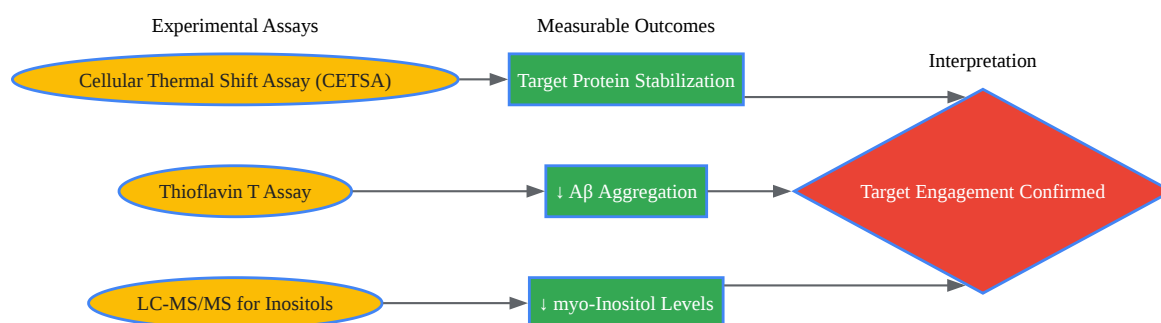 Experimental Assays
Measurable Outcomes
Interpretation
Cellular Thermal Shift Assay (CETSA)
Target Protein Stabilization
Thioflavin T Assay
↓ Aβ Aggregation
Target Engagement Confirmed
LC-MS/MS for Inositols
↓ myo-Inositol Levels